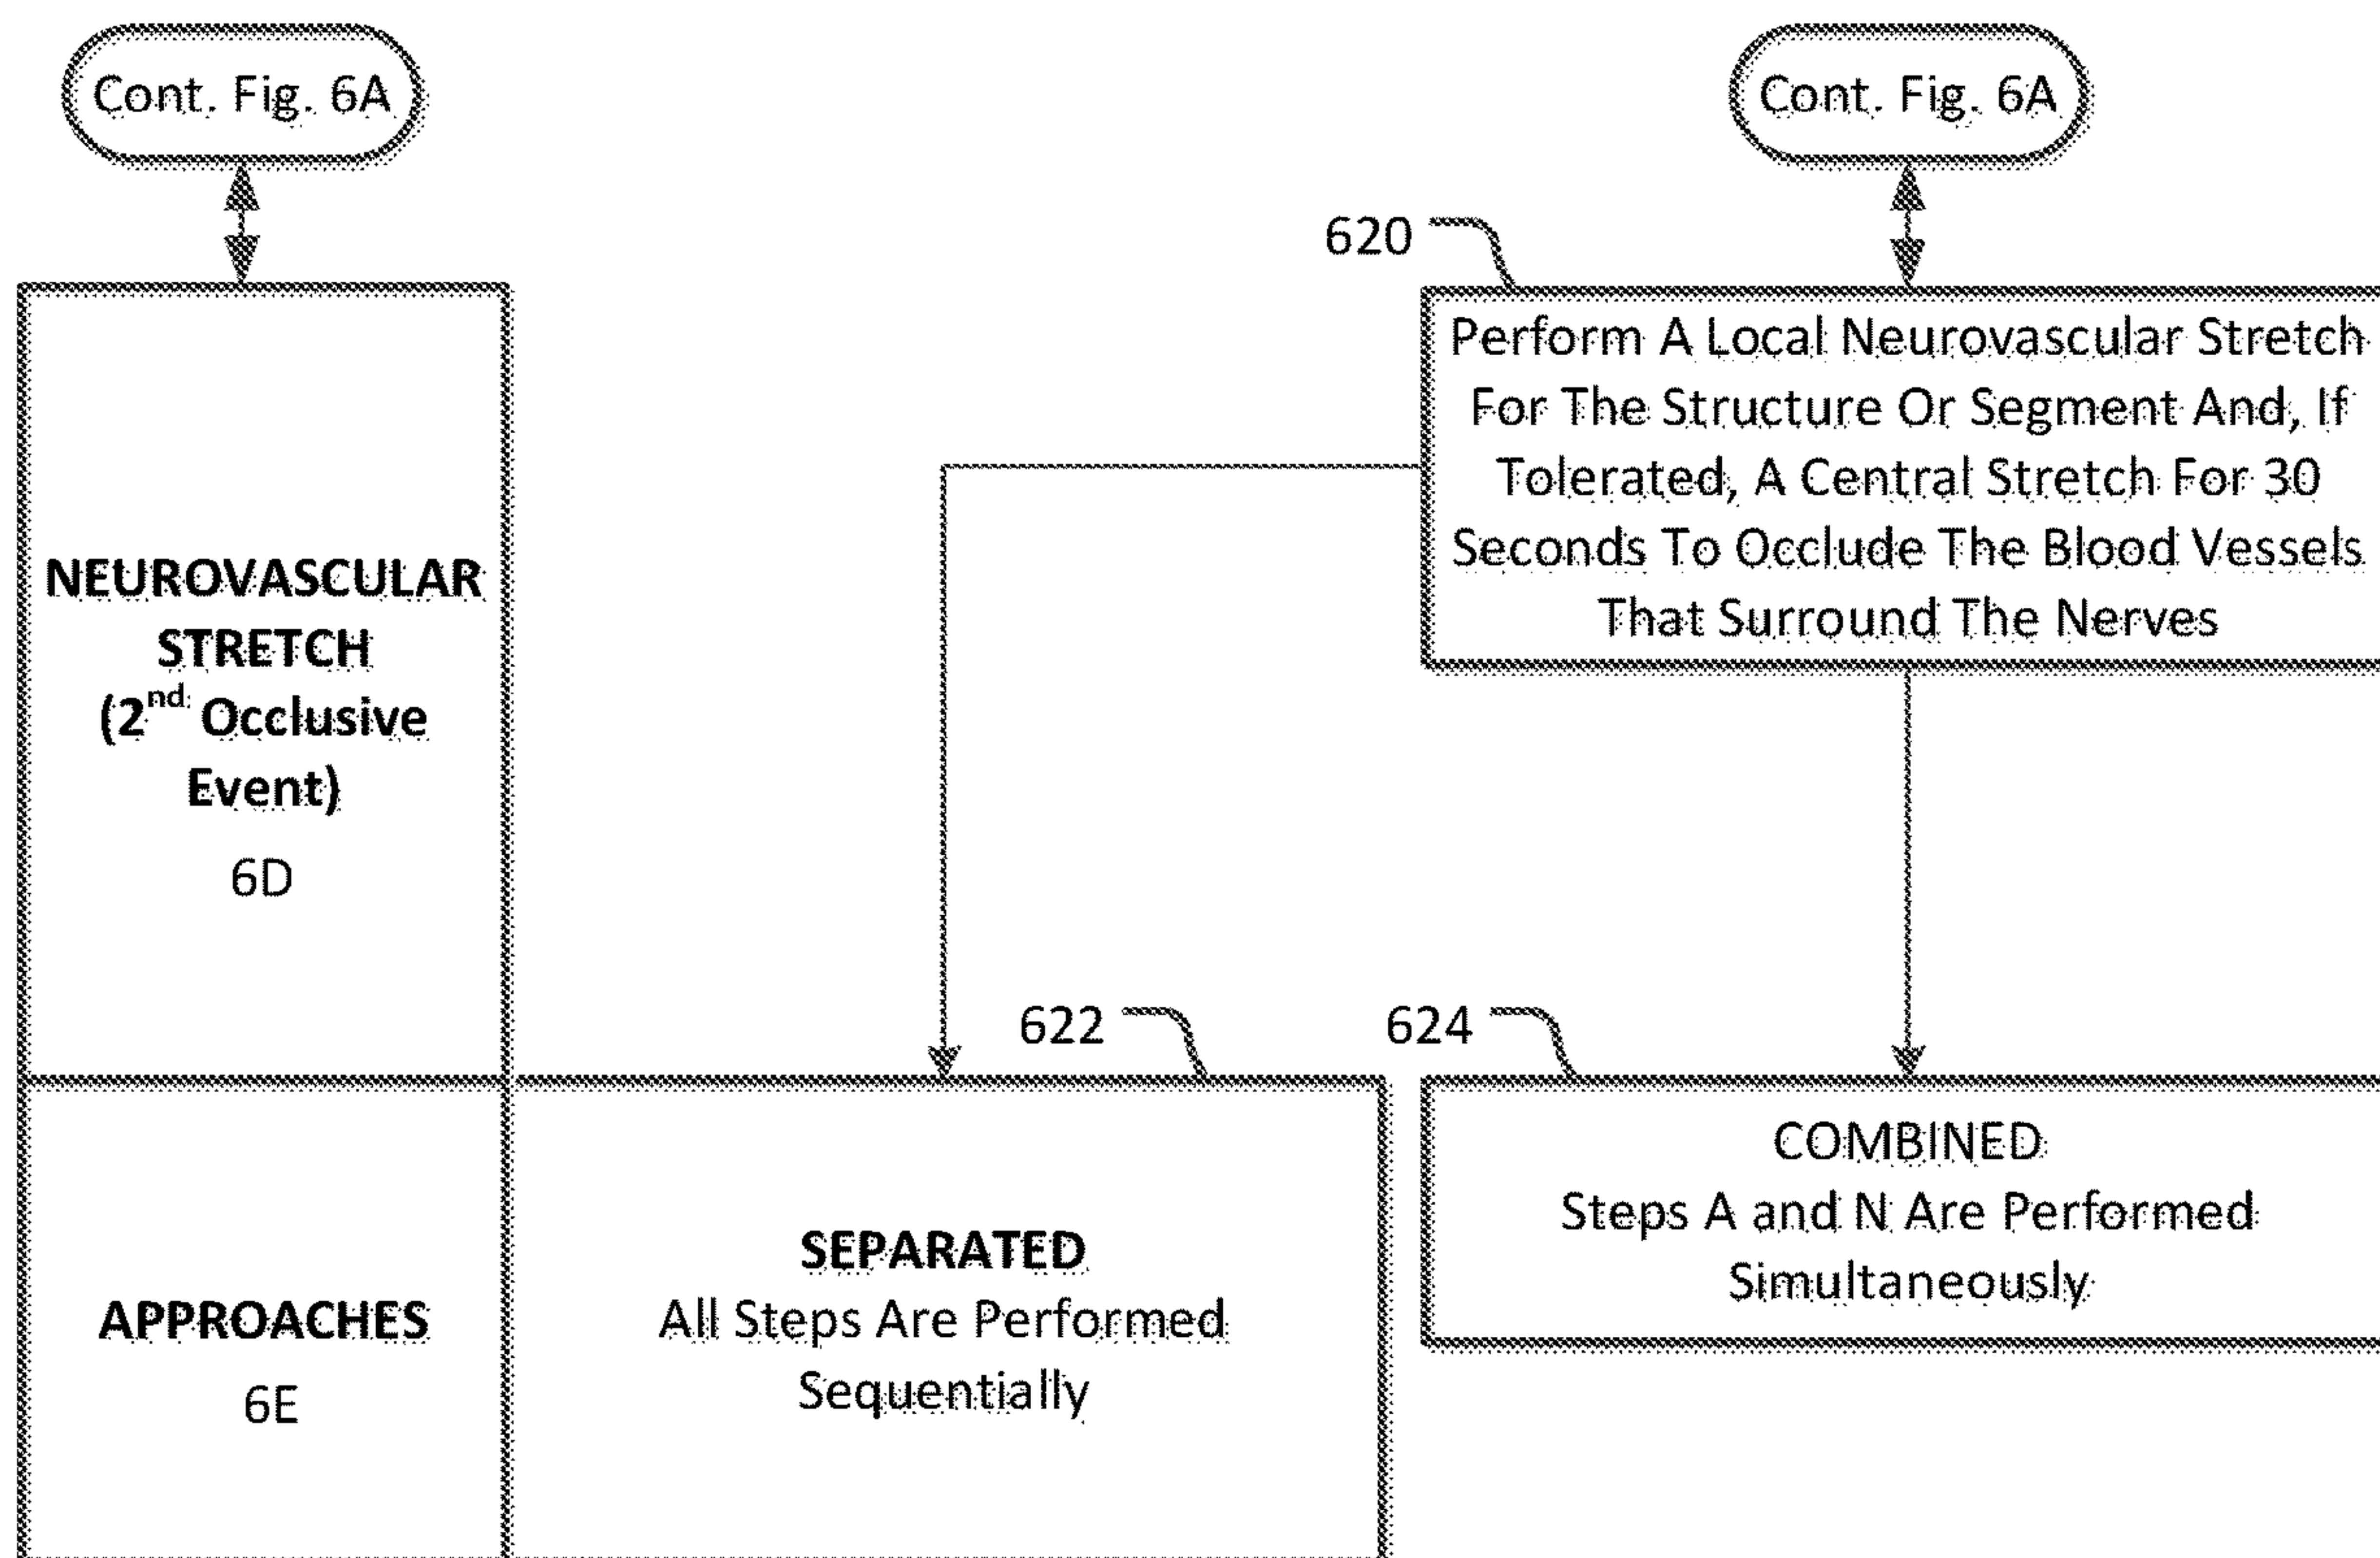 Cont. Fig. 6A
Cont. Fig. 6A
620
Perform A Local Neurovascular Stretch
For The Structure Or Segment And, If
Tolerated, A Central Stretch For 30
Seconds To Occlude The Blood Vessels
That Surround The Nerves
NEUROVASCULAR
STRETCH
(2nd Occlusive
Event)
6D
622
624
APPROACHES
6E
SEPARATED
All Steps Are Performed
Sequentially
COMBINED
Steps A and N Are Performed
Simultaneously